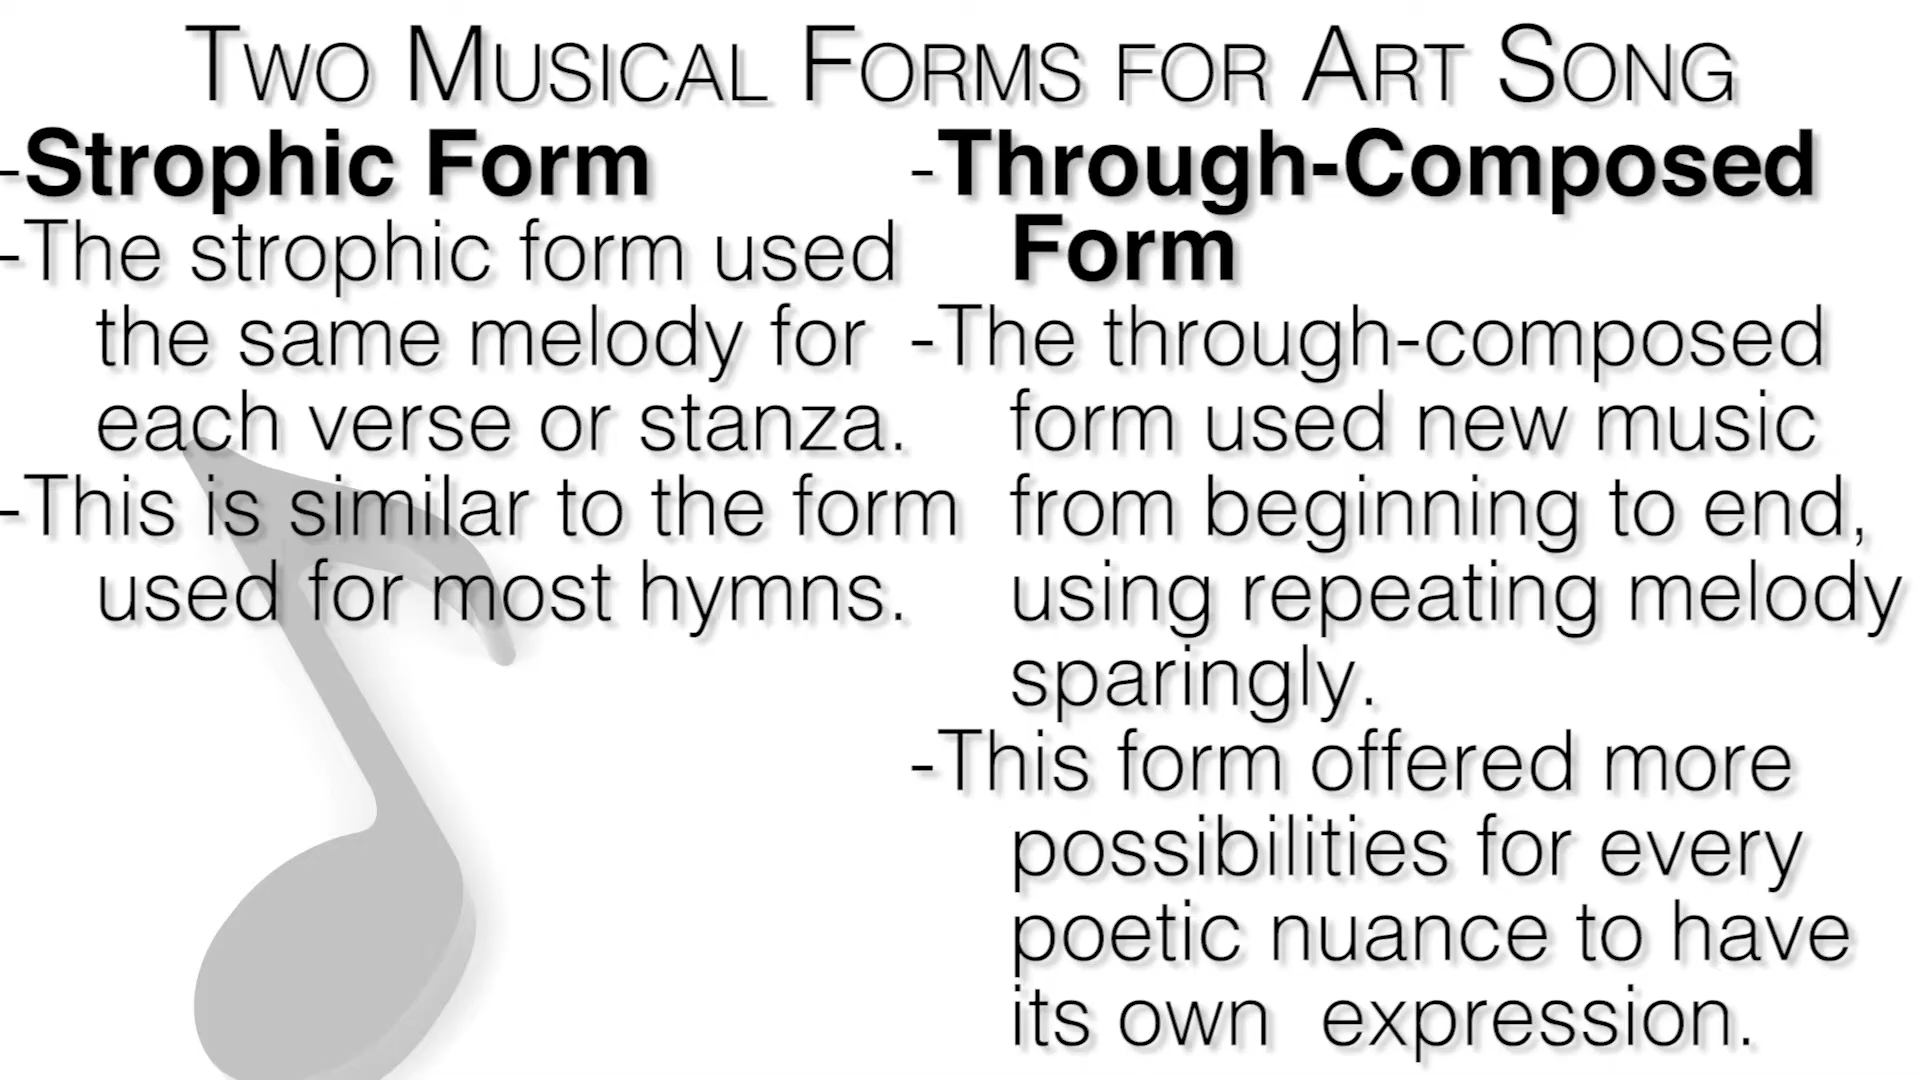 Two Musical Forms for Art Song
-Strophic Form
-The strophic form used
the same melody for
each verse or stanza.
-This is similar to the form
used for most hymns.
-Through-Composed
Form
-The through-composed
form used new music
from beginning to end,
using repeating melody
sparingly.
-This form offered more
possibilities for every
poetic nuance to have
its own  expression.